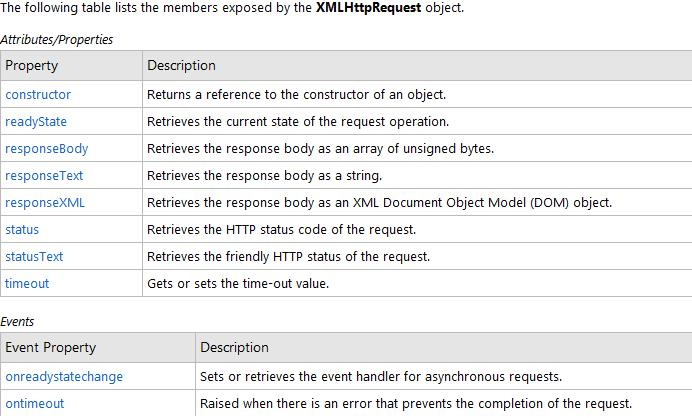 The following table lists the members exposed by the XMLHttpRequest object.
Attributes/Properties
Property Description
constructor Returns a reference to the constructor of an object.
readyState Retrieves the current state of the request operation.
responseBody Retrieves the response body as an array of unsigned bytes.
responseText Retrieves the response body as a string.
responseXML Retrieves the response body as an XML Document Object Model (DOM) object.
status Retrieves the HTTP status code of the request.
statusText Retrieves the friendly HTTP status of the request.
timeout Gets or sets the time-out value.
Events
Event Property Description
onreadystatechange Sets or retrieves the event handler for asynchronous requests.
ontimeout Raised when there is an error that prevents the completion of the request.